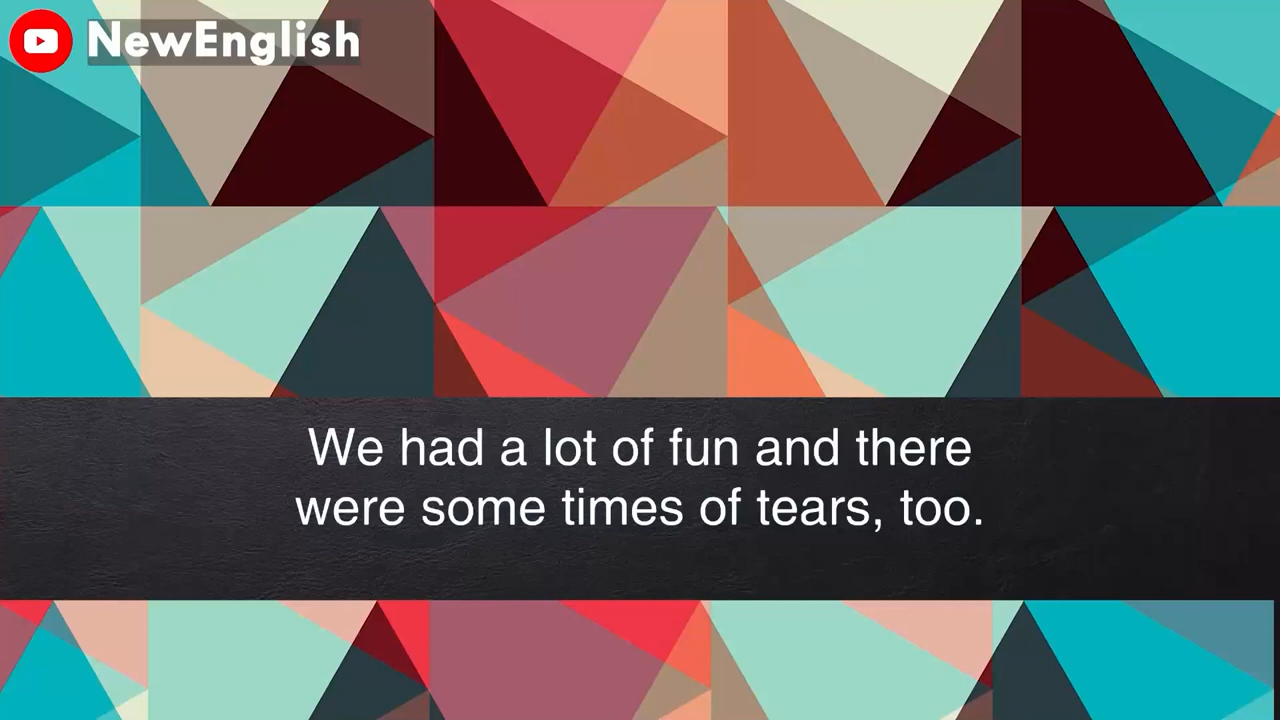 NewEnglish
We had a lot of fun and there
were some times of tears, too.